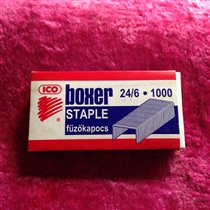 ICO
boxer 24/6 • 1000
STAPLE
fűzőkapocs